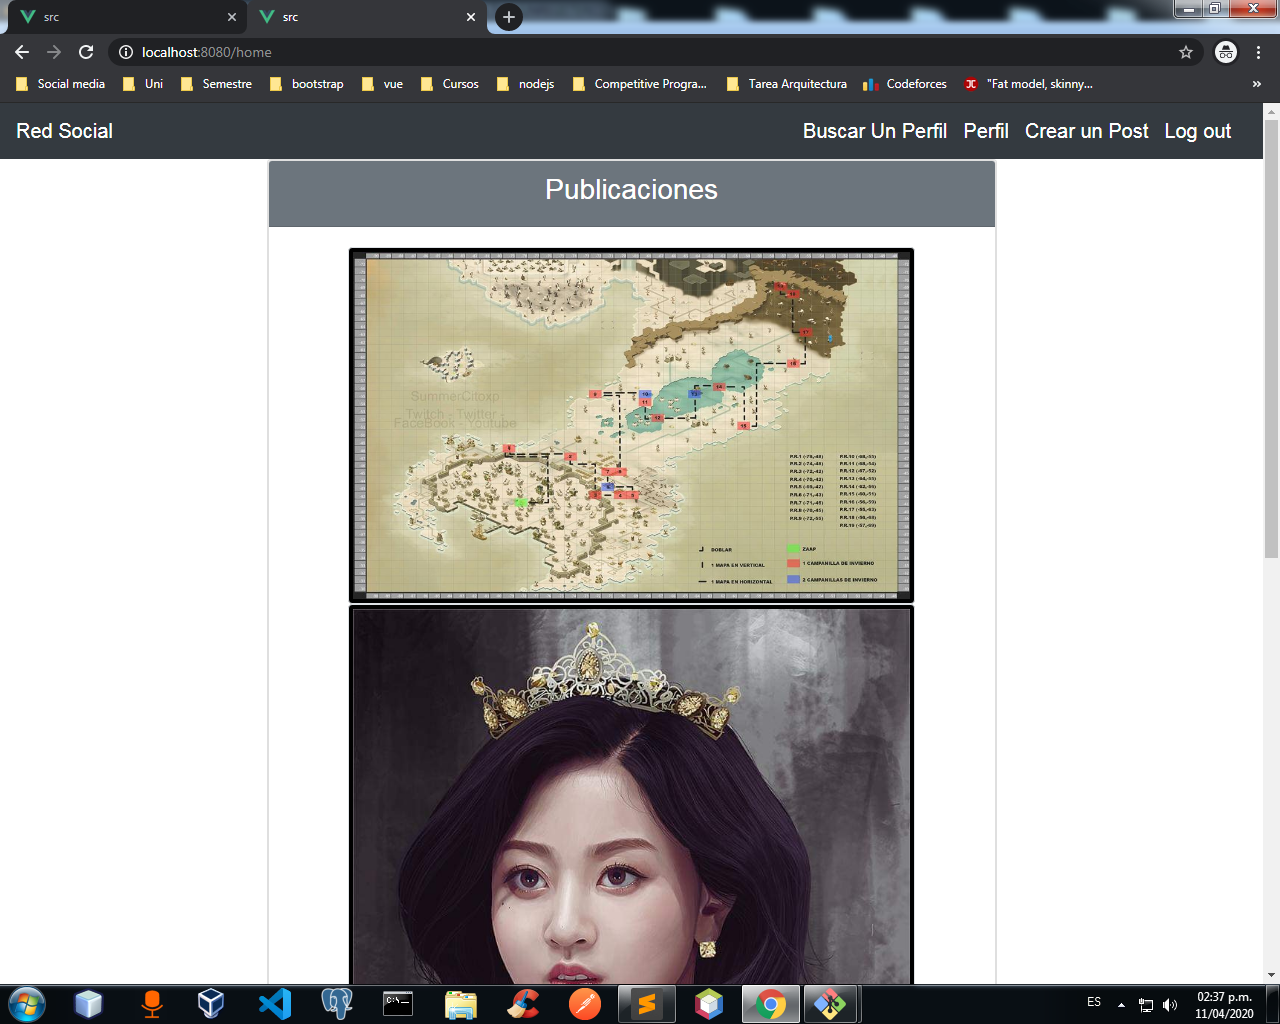 src
src
localhost:8080/home
Social media
Uni
Semestre
bootstrap
vue
Cursos
nodejs
Competitive Progra...
Tarea Arquitectura
Codeforces
"Fat model, skinny...
»
Red Social
Buscar Un Perfil
Perfil
Crear un Post
Log out
Publicaciones
SummerCitoxp
Twitch - Twitter -
FaceBook - Youtube
DOBLAR
1 MAPA EN VERTICAL
1 MAPA EN HORIZONTAL
ZAAP
1 CAMPANILLA DE INVIERNO
2 CAMPANILLAS DE INVIERNO
ES
02:37 p.m.
11/04/2020